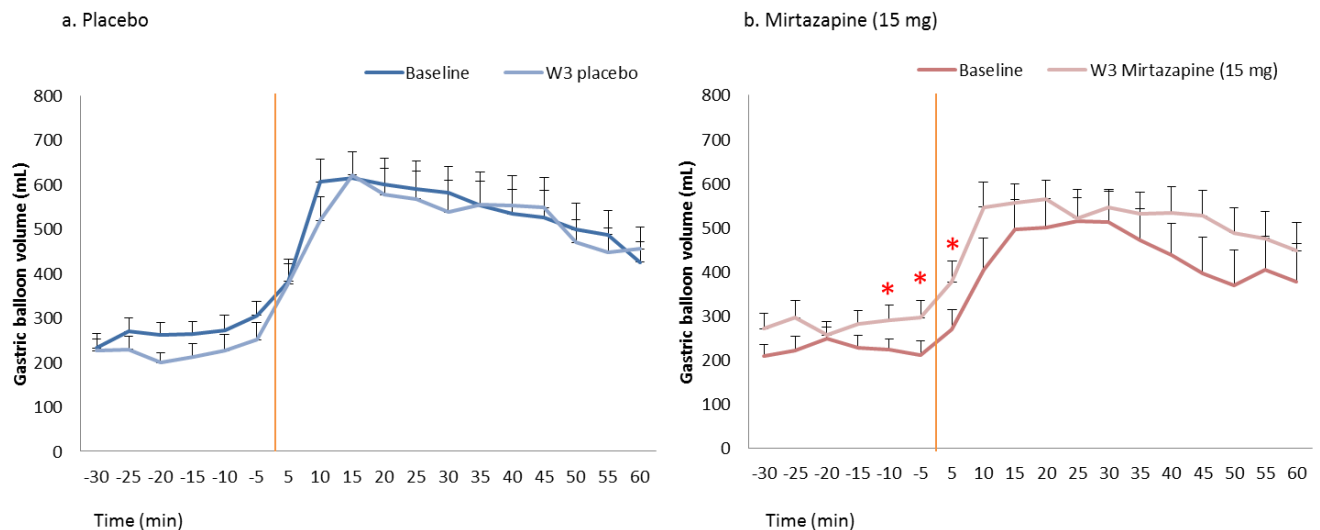 a. Placebo
Baseline W3 placebo
Gastric balloon volume (mL)
800
700
600
500
400
300
200
100
0
-30 -25 -20 -15 -10 -5 5 10 15 20 25 30 35 40 45 50 55 60
Time (min)
b. Mirtazapine (15 mg)
Baseline W3 Mirtazapine (15 mg)
Gastric balloon volume (mL)
800
700
600
500
400
300
200
100
0
* * *
-30 -25 -20 -15 -10 -5 5 10 15 20 25 30 35 40 45 50 55 60
Time (min)